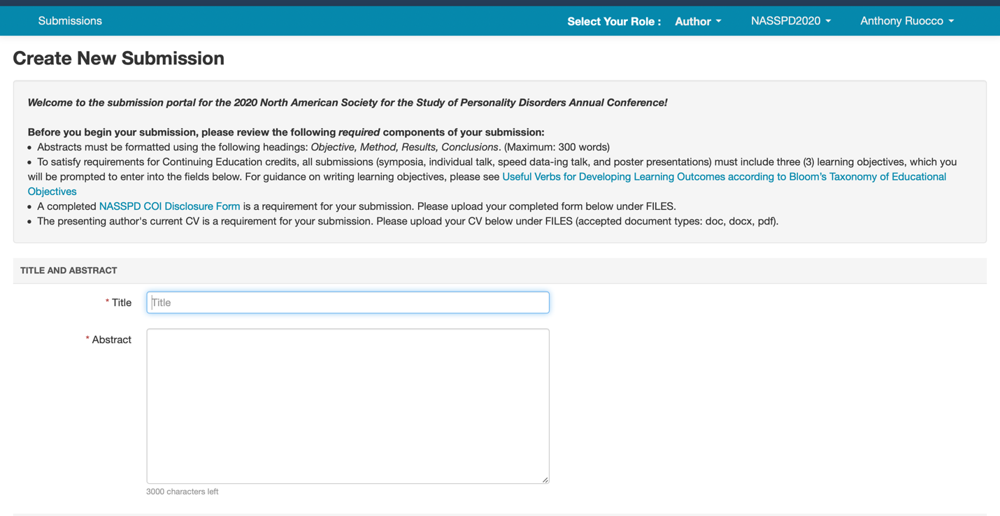 Submissions
Select Your Role : Author NASSPD2020 Anthony Ruocco
Create New Submission
Welcome to the submission portal for the 2020 North American Society for the Study of Personality Disorders Annual Conference!
Before you begin your submission, please review the following required components of your submission:
• Abstracts must be formatted using the following headings: Objective, Method, Results, Conclusions. (Maximum: 300 words)
• To satisfy requirements for Continuing Education credits, all submissions (symposia, individual talk, speed data-ing talk, and poster presentations) must include three (3) learning objectives, which you
will be prompted to enter into the fields below. For guidance on writing learning objectives, please see Useful Verbs for Developing Learning Outcomes according to Bloom’s Taxonomy of Educational
Objectives
• A completed NASSPD COI Disclosure Form is a requirement for your submission. Please upload your completed form below under FILES.
• The presenting author's current CV is a requirement for your submission. Please upload your CV below under FILES (accepted document types: doc, docx, pdf).
TITLE AND ABSTRACT
* Title
Title
* Abstract
3000 characters left